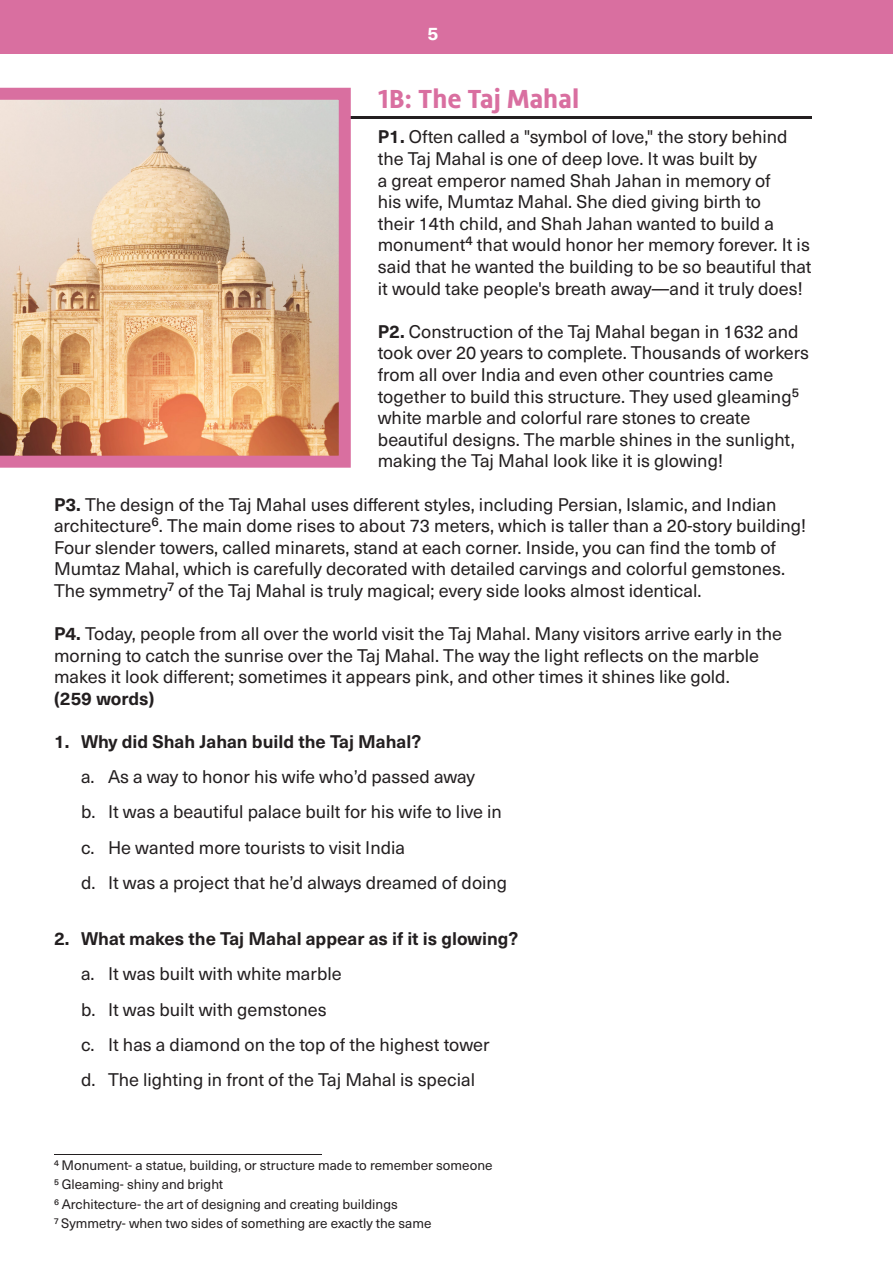 5
1B: The Taj Mahal
P1. Often called a "symbol of love," the story behind
the Taj Mahal is one of deep love. It was built by
a great emperor named Shah Jahan in memory of
his wife, Mumtaz Mahal. She died giving birth to
their 14th child, and Shah Jahan wanted to build a
monument⁴ that would honor her memory forever. It is
said that he wanted the building to be so beautiful that
it would take people's breath away—and it truly does!
P2. Construction of the Taj Mahal began in 1632 and
took over 20 years to complete. Thousands of workers
from all over India and even other countries came
together to build this structure. They used gleaming⁵
white marble and colorful rare stones to create
beautiful designs. The marble shines in the sunlight,
making the Taj Mahal look like it is glowing!
P3. The design of the Taj Mahal uses different styles, including Persian, Islamic, and Indian
architecture⁶. The main dome rises to about 73 meters, which is taller than a 20-story building!
Four slender towers, called minarets, stand at each corner. Inside, you can find the tomb of
Mumtaz Mahal, which is carefully decorated with detailed carvings and colorful gemstones.
The symmetry⁷ of the Taj Mahal is truly magical; every side looks almost identical.
P4. Today, people from all over the world visit the Taj Mahal. Many visitors arrive early in the
morning to catch the sunrise over the Taj Mahal. The way the light reflects on the marble
makes it look different; sometimes it appears pink, and other times it shines like gold.
(259 words)
1. Why did Shah Jahan build the Taj Mahal?
a. As a way to honor his wife who'd passed away
b. It was a beautiful palace built for his wife to live in
c. He wanted more tourists to visit India
d. It was a project that he'd always dreamed of doing
2. What makes the Taj Mahal appear as if it is glowing?
a. It was built with white marble
b. It was built with gemstones
c. It has a diamond on the top of the highest tower
d. The lighting in front of the Taj Mahal is special
⁴ Monument- a statue, building, or structure made to remember someone
⁵ Gleaming- shiny and bright
⁶ Architecture- the art of designing and creating buildings
⁷ Symmetry- when two sides of something are exactly the same